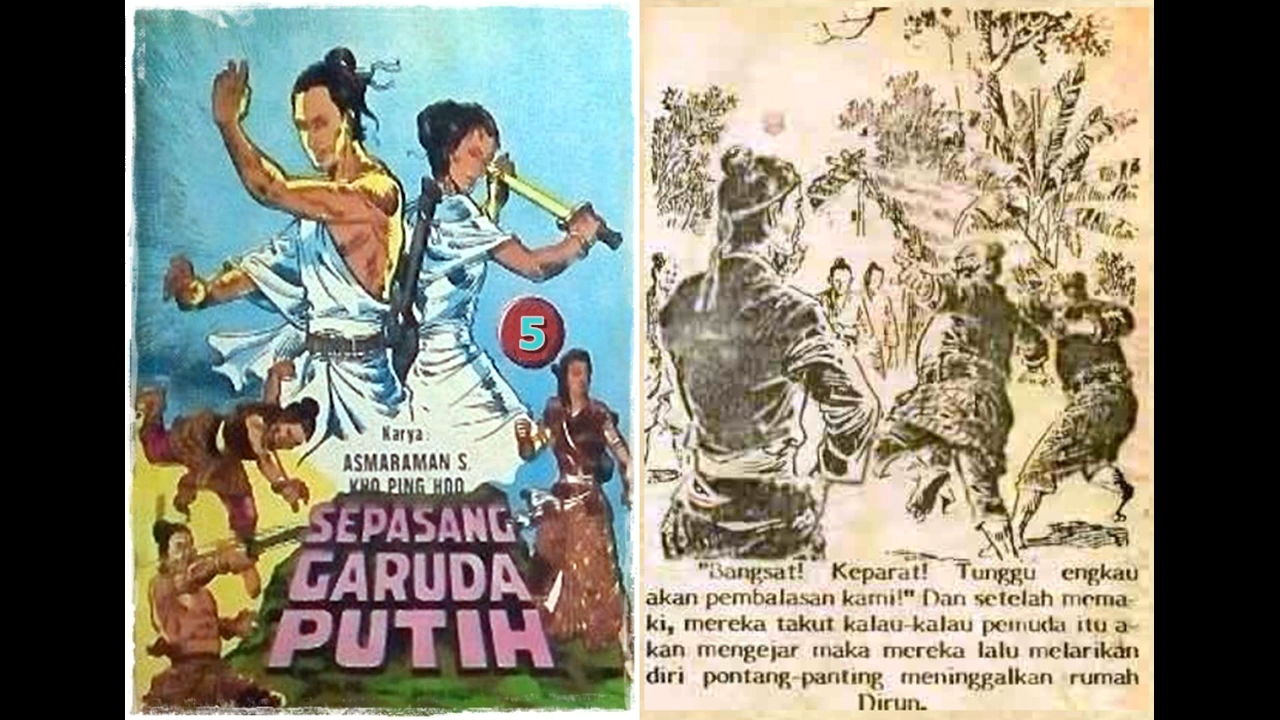 5
Karya
ASMARAMAN S.
KHO PING HOO
SEPASANG
GARUDA
PUTIH
"Bangsat! Keparat! Tunggu engkau
akan pembalasan kami!" Dan setelah mema-
ki, mereka takut kalau-kalau pemuda itu a-
kan mengejar maka mereka lalu melarikan
diri pontang-panting meninggalkan rumah
Dirun.